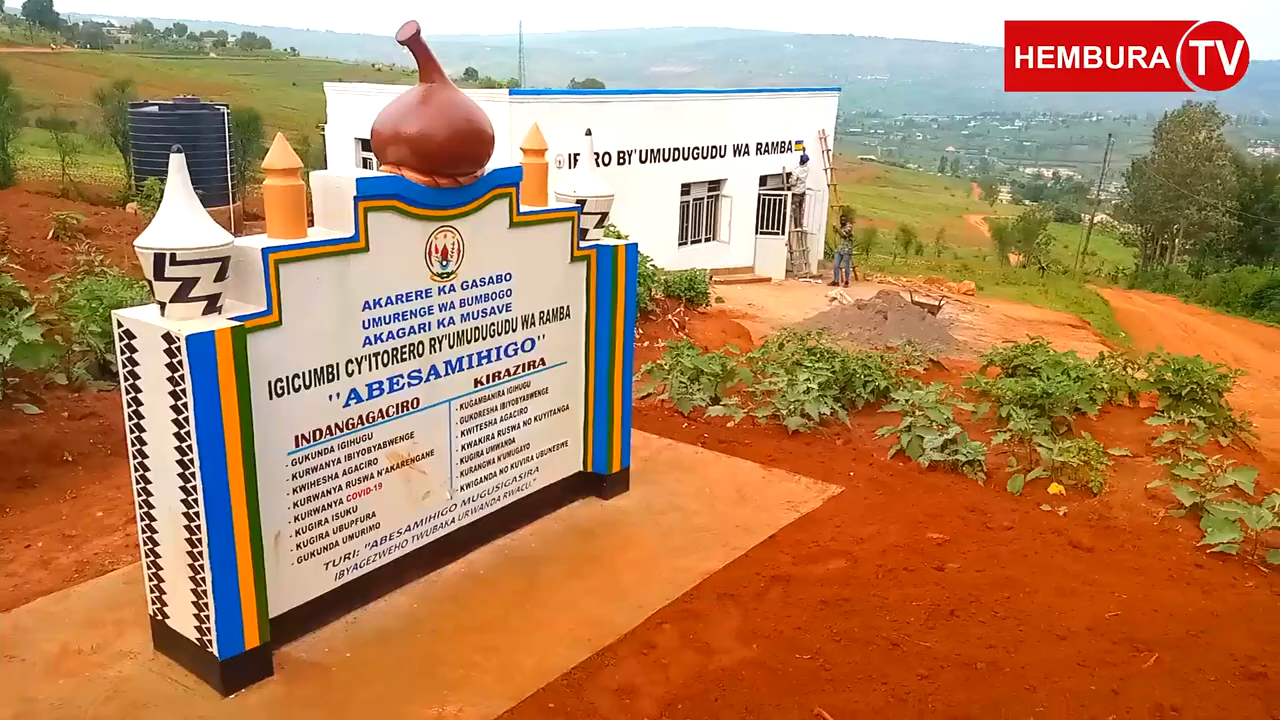 HEMBURA TV
RO BY'UMUDUGUDU WA RAMBA
AKARERE KA GASABO
UMURENGE WA BUMBOGO
AKAGARI KA MUSAVE
IGICUMBI CY'ITORERO RY'UMUDUGUDU WA RAMBA
"ABESAMIHIGO"
INDANGAGACIRO
- GUKUNDA IGIHUGU
- KURWANYA IBIYOBYABWENGE
- KWIHESHA AGACIRO
- KURWANYA RUSWA N'AKARENGANE
- KURWANYA COVID-19
- KUGIRA ISUKU
- KUGIRA UBUPFURA
- GUKUNDA UMURIMO
KIRAZIRA
- KUGAMBANIRA IGIHUGU
- GUKORESHA IBIYOBYABWENGE
- KWITESHA AGACIRO
- KWAKIRA RUSWA NO KUYITANGA
- KUGIRA UMWANDA
- KURANGWA N'UMUGAYO
- KWIGANDA NO KUVIRA UBUNEBWE
TURI: "ABESAMIHIGO MUGUSIGASIRA
IBYAGEZWEHO TWUBAKA URWANDA RWACU."